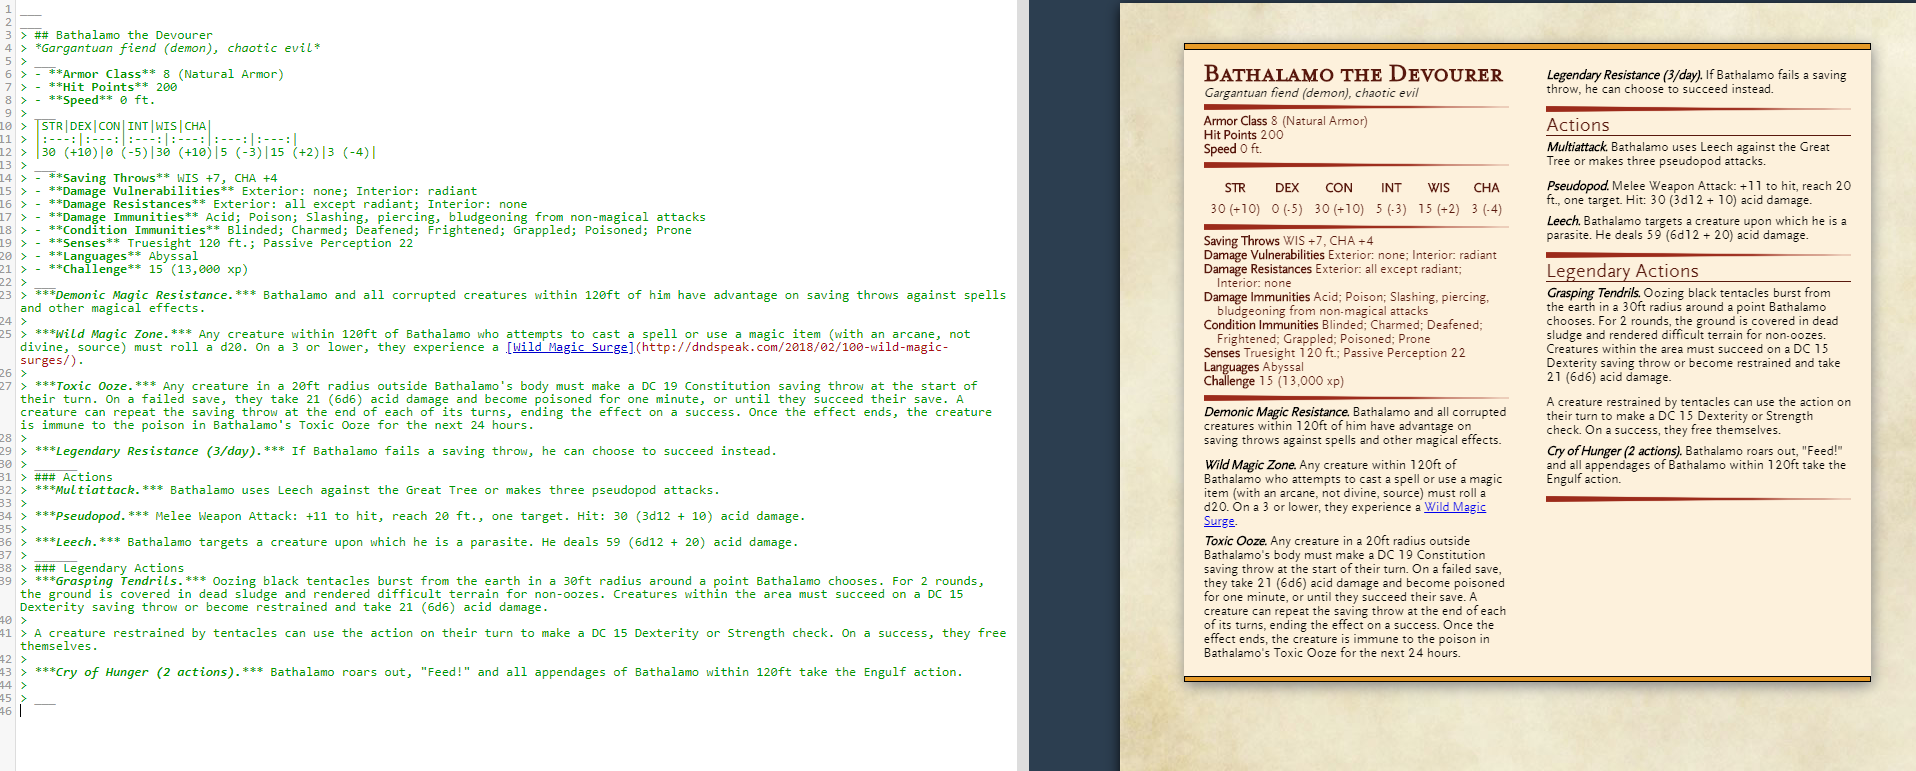 1 ___
2 ___
3 > ## Bathalamo the Devourer
4 > *Gargantuan fiend (demon), chaotic evil*
5 > ___
6 > - **Armor Class** 8 (Natural Armor)
7 > - **Hit Points** 200
8 > - **Speed** 0 ft.
9 > ___
10 > |STR|DEX|CON|INT|WIS|CHA|
11 > |:---:|:---:|:---:|:---:|:---:|:---:|
12 > |30 (+10)|0 (-5)|30 (+10)|5 (-3)|15 (+2)|3 (-4)|
13 > ___
14 > - **Saving Throws** WIS +7, CHA +4
15 > - **Damage Vulnerabilities** Exterior: none; Interior: radiant
16 > - **Damage Resistances** Exterior: all except radiant; Interior: none
17 > - **Damage Immunities** Acid; Poison; Slashing, piercing, bludgeoning from non-magical attacks
18 > - **Condition Immunities** Blinded; Charmed; Deafened; Frightened; Grappled; Poisoned; Prone
19 > - **Senses** Truesight 120 ft.; Passive Perception 22
20 > - **Languages** Abyssal
21 > - **Challenge** 15 (13,000 xp)
22 > ___
23 > ***Demonic Magic Resistance.*** Bathalamo and all corrupted creatures within 120ft of him have advantage on saving throws against spells
and other magical effects.
24 >
25 > ***Wild Magic Zone.*** Any creature within 120ft of Bathalamo who attempts to cast a spell or use a magic item (with an arcane, not
divine, source) must roll a d20. On a 3 or lower, they experience a [Wild Magic Surge](http://dndspeak.com/2018/02/100-wild-magic-
surges/).
26 >
27 > ***Toxic Ooze.*** Any creature in a 20ft radius outside Bathalamo's body must make a DC 19 Constitution saving throw at the start of
their turn. On a failed save, they take 21 (6d6) acid damage and become poisoned for one minute, or until they succeed their save. A
creature can repeat the saving throw at the end of each of its turns, ending the effect on a success. Once the effect ends, the creature
is immune to the poison in Bathalamo's Toxic Ooze for the next 24 hours.
28 >
29 > ***Legendary Resistance (3/day).*** If Bathalamo fails a saving throw, he can choose to succeed instead.
30 > ______
31 > ### Actions
32 > ***Multiattack.*** Bathalamo uses Leech against the Great Tree or makes three pseudopod attacks.
33 >
34 > ***Pseudopod.*** Melee Weapon Attack: +11 to hit, reach 20 ft., one target. Hit: 30 (3d12 + 10) acid damage.
35 >
36 > ***Leech.*** Bathalamo targets a creature upon which he is a parasite. He deals 59 (6d12 + 20) acid damage.
37 > ______
38 > ### Legendary Actions
39 > ***Grasping Tendrils.*** Oozing black tentacles burst from the earth in a 30ft radius around a point Bathalamo chooses. For 2 rounds,
the ground is covered in dead sludge and rendered difficult terrain for non-oozes. Creatures within the area must succeed on a DC 15
Dexterity saving throw or become restrained and take 21 (6d6) acid damage.
40 >
41 > A creature restrained by tentacles can use the action on their turn to make a DC 15 Dexterity or Strength check. On a success, they free
themselves.
42 >
43 > ***Cry of Hunger (2 actions).*** Bathalamo roars out, "Feed!" and all appendages of Bathalamo within 120ft take the Engulf action.
44 >
45 > ___
46
Bathalamo the Devourer
Gargantuan fiend (demon), chaotic evil
Armor Class 8 (Natural Armor)
Hit Points 200
Speed 0 ft.
STR DEX CON INT WIS CHA
30 (+10) 0 (-5) 30 (+10) 5 (-3) 15 (+2) 3 (-4)
Saving Throws WIS +7, CHA +4
Damage Vulnerabilities Exterior: none; Interior: radiant
Damage Resistances Exterior: all except radiant;
Interior: none
Damage Immunities Acid; Poison; Slashing, piercing,
bludgeoning from non-magical attacks
Condition Immunities Blinded; Charmed; Deafened;
Frightened; Grappled; Poisoned; Prone
Senses Truesight 120 ft.; Passive Perception 22
Languages Abyssal
Challenge 15 (13,000 xp)
Demonic Magic Resistance. Bathalamo and all corrupted
creatures within 120ft of him have advantage on
saving throws against spells and other magical effects.
Wild Magic Zone. Any creature within 120ft of
Bathalamo who attempts to cast a spell or use a magic
item (with an arcane, not divine, source) must roll a
d20. On a 3 or lower, they experience a Wild Magic
Surge.
Toxic Ooze. Any creature in a 20ft radius outside
Bathalamo's body must make a DC 19 Constitution
saving throw at the start of their turn. On a failed save,
they take 21 (6d6) acid damage and become poisoned
for one minute, or until they succeed their save. A
creature can repeat the saving throw at the end of each
of its turns, ending the effect on a success. Once the
effect ends, the creature is immune to the poison in
Bathalamo's Toxic Ooze for the next 24 hours.
Legendary Resistance (3/day). If Bathalamo fails a saving
throw, he can choose to succeed instead.
Actions
Multiattack. Bathalamo uses Leech against the Great
Tree or makes three pseudopod attacks.
Pseudopod. Melee Weapon Attack: +11 to hit, reach 20
ft., one target. Hit: 30 (3d12 + 10) acid damage.
Leech. Bathalamo targets a creature upon which he is a
parasite. He deals 59 (6d12 + 20) acid damage.
Legendary Actions
Grasping Tendrils. Oozing black tentacles burst from
the earth in a 30ft radius around a point Bathalamo
chooses. For 2 rounds, the ground is covered in dead
sludge and rendered difficult terrain for non-oozes.
Creatures within the area must succeed on a DC 15
Dexterity saving throw or become restrained and take
21 (6d6) acid damage.
A creature restrained by tentacles can use the action on
their turn to make a DC 15 Dexterity or Strength
check. On a success, they free themselves.
Cry of Hunger (2 actions). Bathalamo roars out, "Feed!"
and all appendages of Bathalamo within 120ft take the
Engulf action.